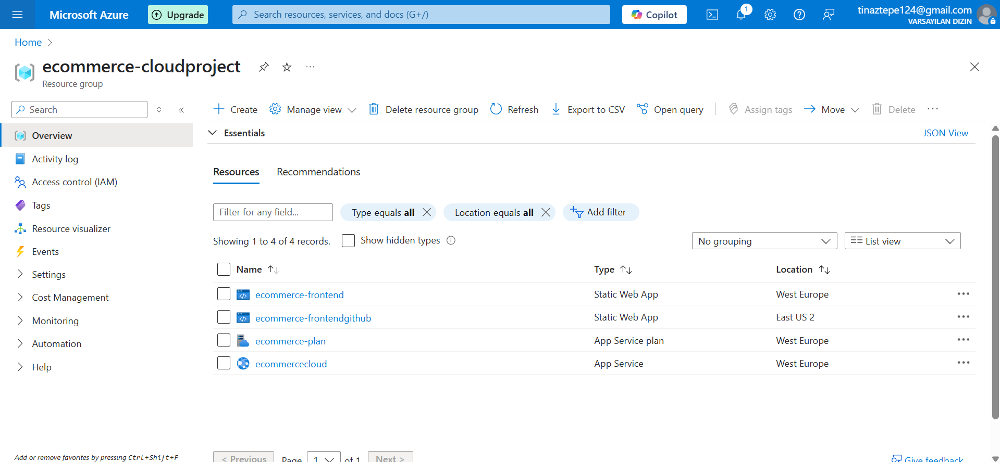 Microsoft Azure
Upgrade
Search resources, services, and docs (G+/)
Copilot
1
tinaztepe124@gmail.com
VARSAYILAN DIZIN
Home
ecommerce-cloudproject
Resource group
Search
Create
Manage view
Delete resource group
Refresh
Export to CSV
Open query
Assign tags
Move
Delete
Overview
Activity log
Access control (IAM)
Tags
Resource visualizer
Events
Settings
Cost Management
Monitoring
Automation
Help
Add or remove favorites by pressing Ctrl+Shift+F
Essentials
JSON View
Resources
Recommendations
Filter for any field...
Type equals all
Location equals all
Add filter
Showing 1 to 4 of 4 records.
Show hidden types
No grouping
List view
Name
Type
Location
ecommerce-frontend
Static Web App
West Europe
ecommerce-frontendgithub
Static Web App
East US 2
ecommerce-plan
App Service plan
West Europe
ecommercecloud
App Service
West Europe
< Previous
Page
1
of 1
Next >
Give feedback